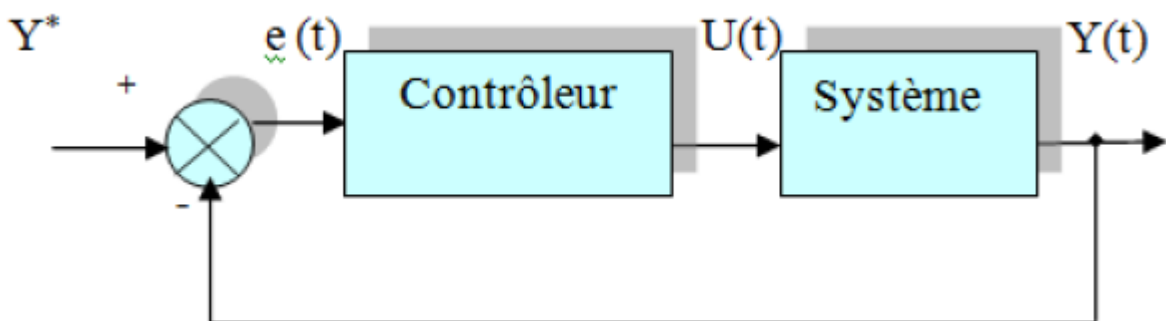 Y*
e (t)
U(t)
Y(t)
+
Contrôleur
Système
-